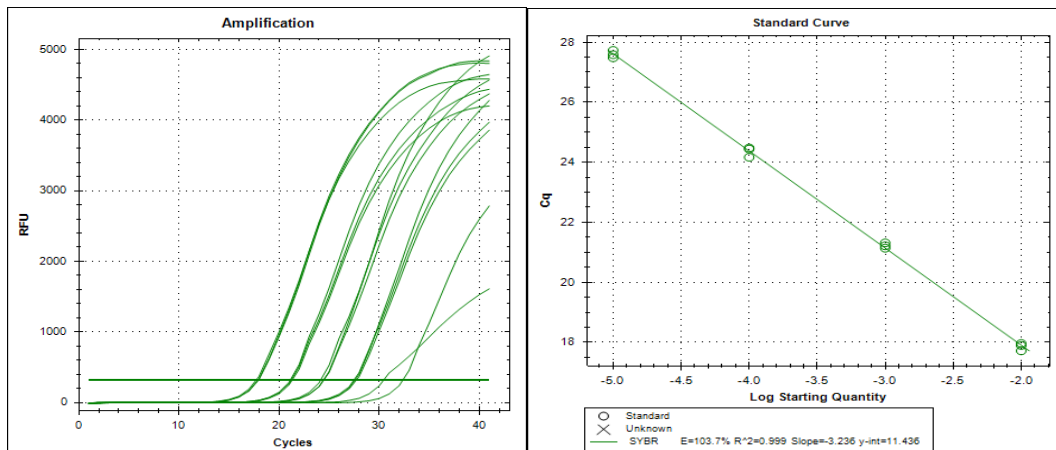 Amplification
5000
4000
3000
2000
1000
0
RFU
0 10 20 30 40
Cycles
Standard Curve
28
26
24
22
20
18
Cq
-5.0 -4.5 -4.0 -3.5 -3.0 -2.5 -2.0
Log Starting Quantity
Standard
Unknown
SYBR E=103.7% R^2=0.999 Slope=-3.236 y-int=11.436